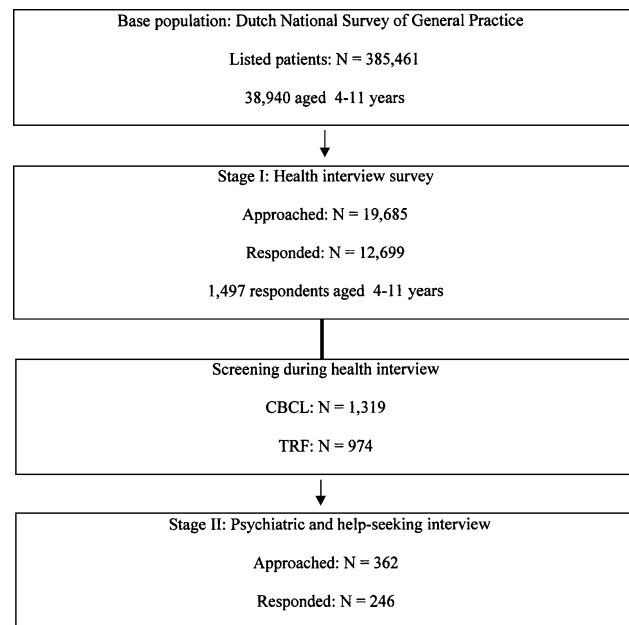 Base population: Dutch National Survey of General Practice
Listed patients: N = 385,461
38,940 aged 4-11 years
Stage I: Health interview survey
Approached: N = 19,685
Responded: N = 12,699
1,497 respondents aged 4-11 years
Screening during health interview
CBCL: N = 1,319
TRF: N = 974
Stage II: Psychiatric and help-seeking interview
Approached: N = 362
Responded: N = 246